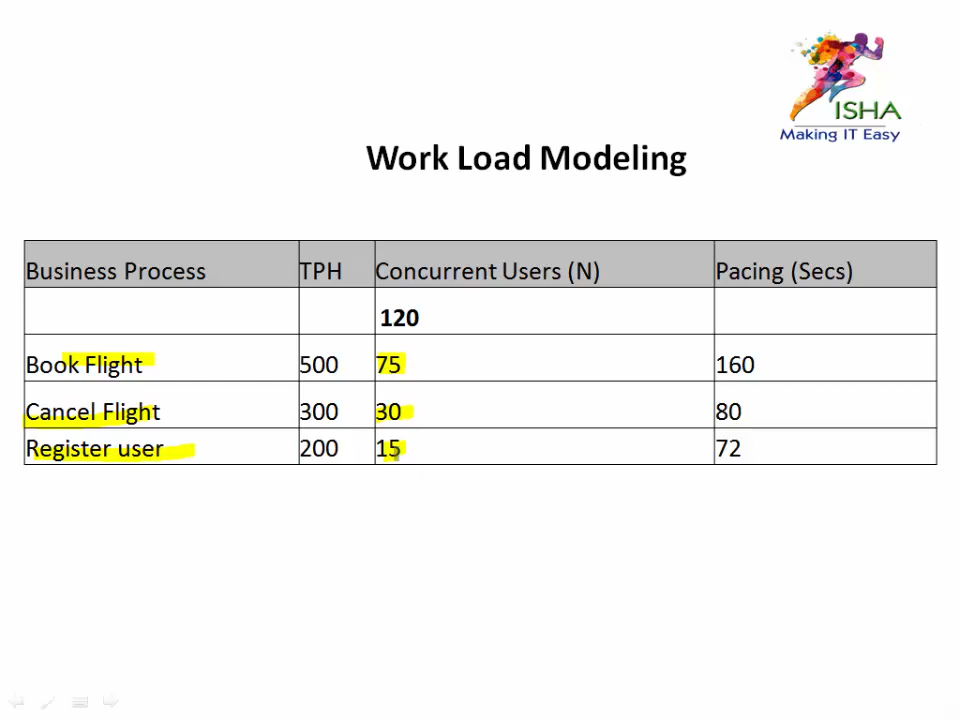 ISHA
Making IT Easy
Work Load Modeling
Business Process TPH Concurrent Users (N) Pacing (Secs)
120
Book Flight 500 75 160
Cancel Flight 300 30 80
Register user 200 15 72